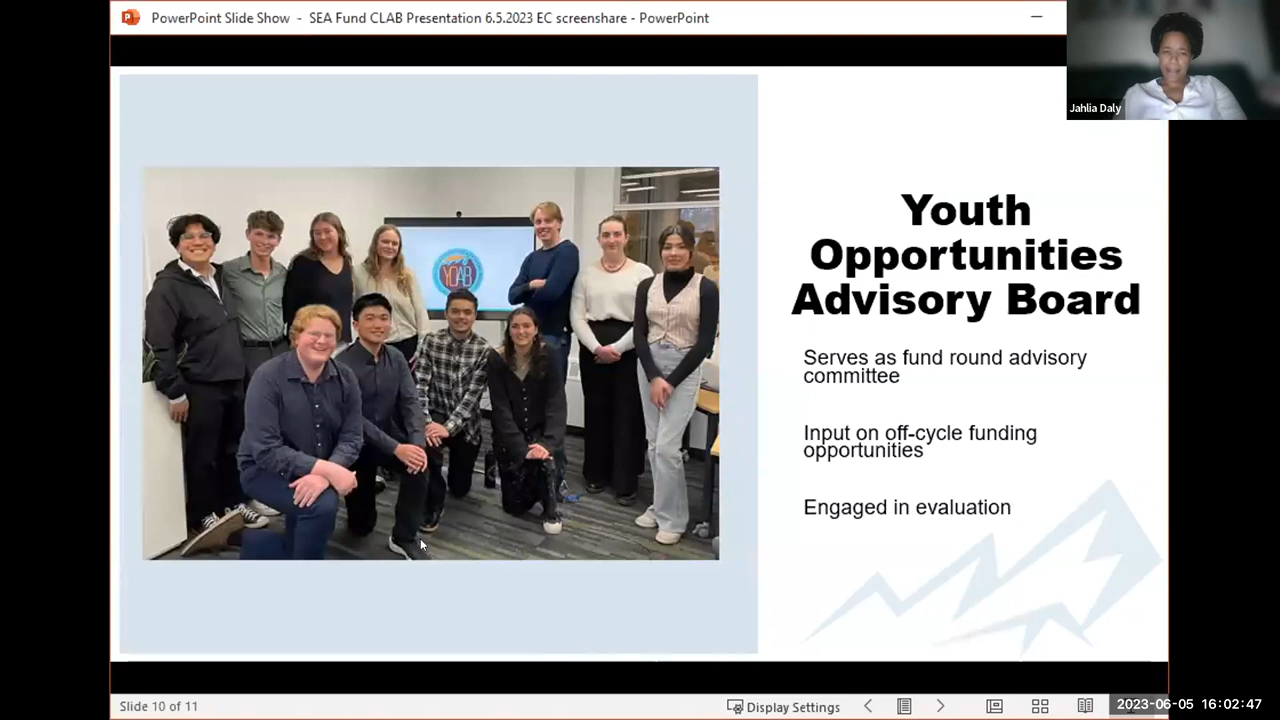 PowerPoint Slide Show - SEA Fund CLAB Presentation 6.5.2023 EC screenshare - PowerPoint
Jahlia Daly
YOAB
Youth
Opportunities
Advisory Board
Serves as fund round advisory
committee
Input on off-cycle funding
opportunities
Engaged in evaluation
Slide 10 of 11
Display Settings
2023-06-05 16:02:47